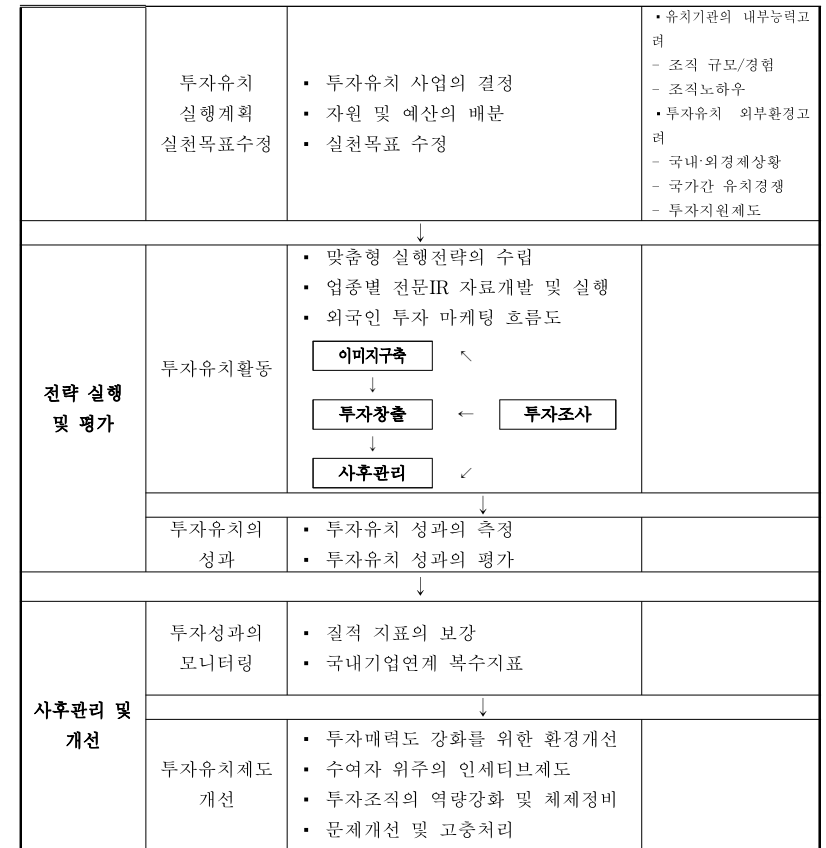 투자유치
실행계획
실천목표수정
▪ 투자유치 사업의 결정
▪ 자원 및 예산의 배분
▪ 실천목표 수정
▪유치기관의 내부능력고
려
- 조직 규모/경험
- 조직노하우
▪투자유치 외부환경고
려
- 국내·외경제상황
- 국가간 유치경쟁
- 투자지원제도
↓
전략 실행
및 평가
투자유치활동
▪ 맞춤형 실행전략의 수립
▪ 업종별 전문IR 자료개발 및 실행
▪ 외국인 투자 마케팅 흐름도
이미지구축 ↖
↓
투자창출 ← 투자조사
↓
사후관리 ↙
↓
투자유치의
성과
▪ 투자유치 성과의 측정
▪ 투자유치 성과의 평가
↓
사후관리 및
개선
투자성과의
모니터링
▪ 질적 지표의 보강
▪ 국내기업연계 복수지표
↓
투자유치제도
개선
▪ 투자매력도 강화를 위한 환경개선
▪ 수여자 위주의 인세티브제도
▪ 투자조직의 역량강화 및 체제정비
▪ 문제개선 및 고충처리